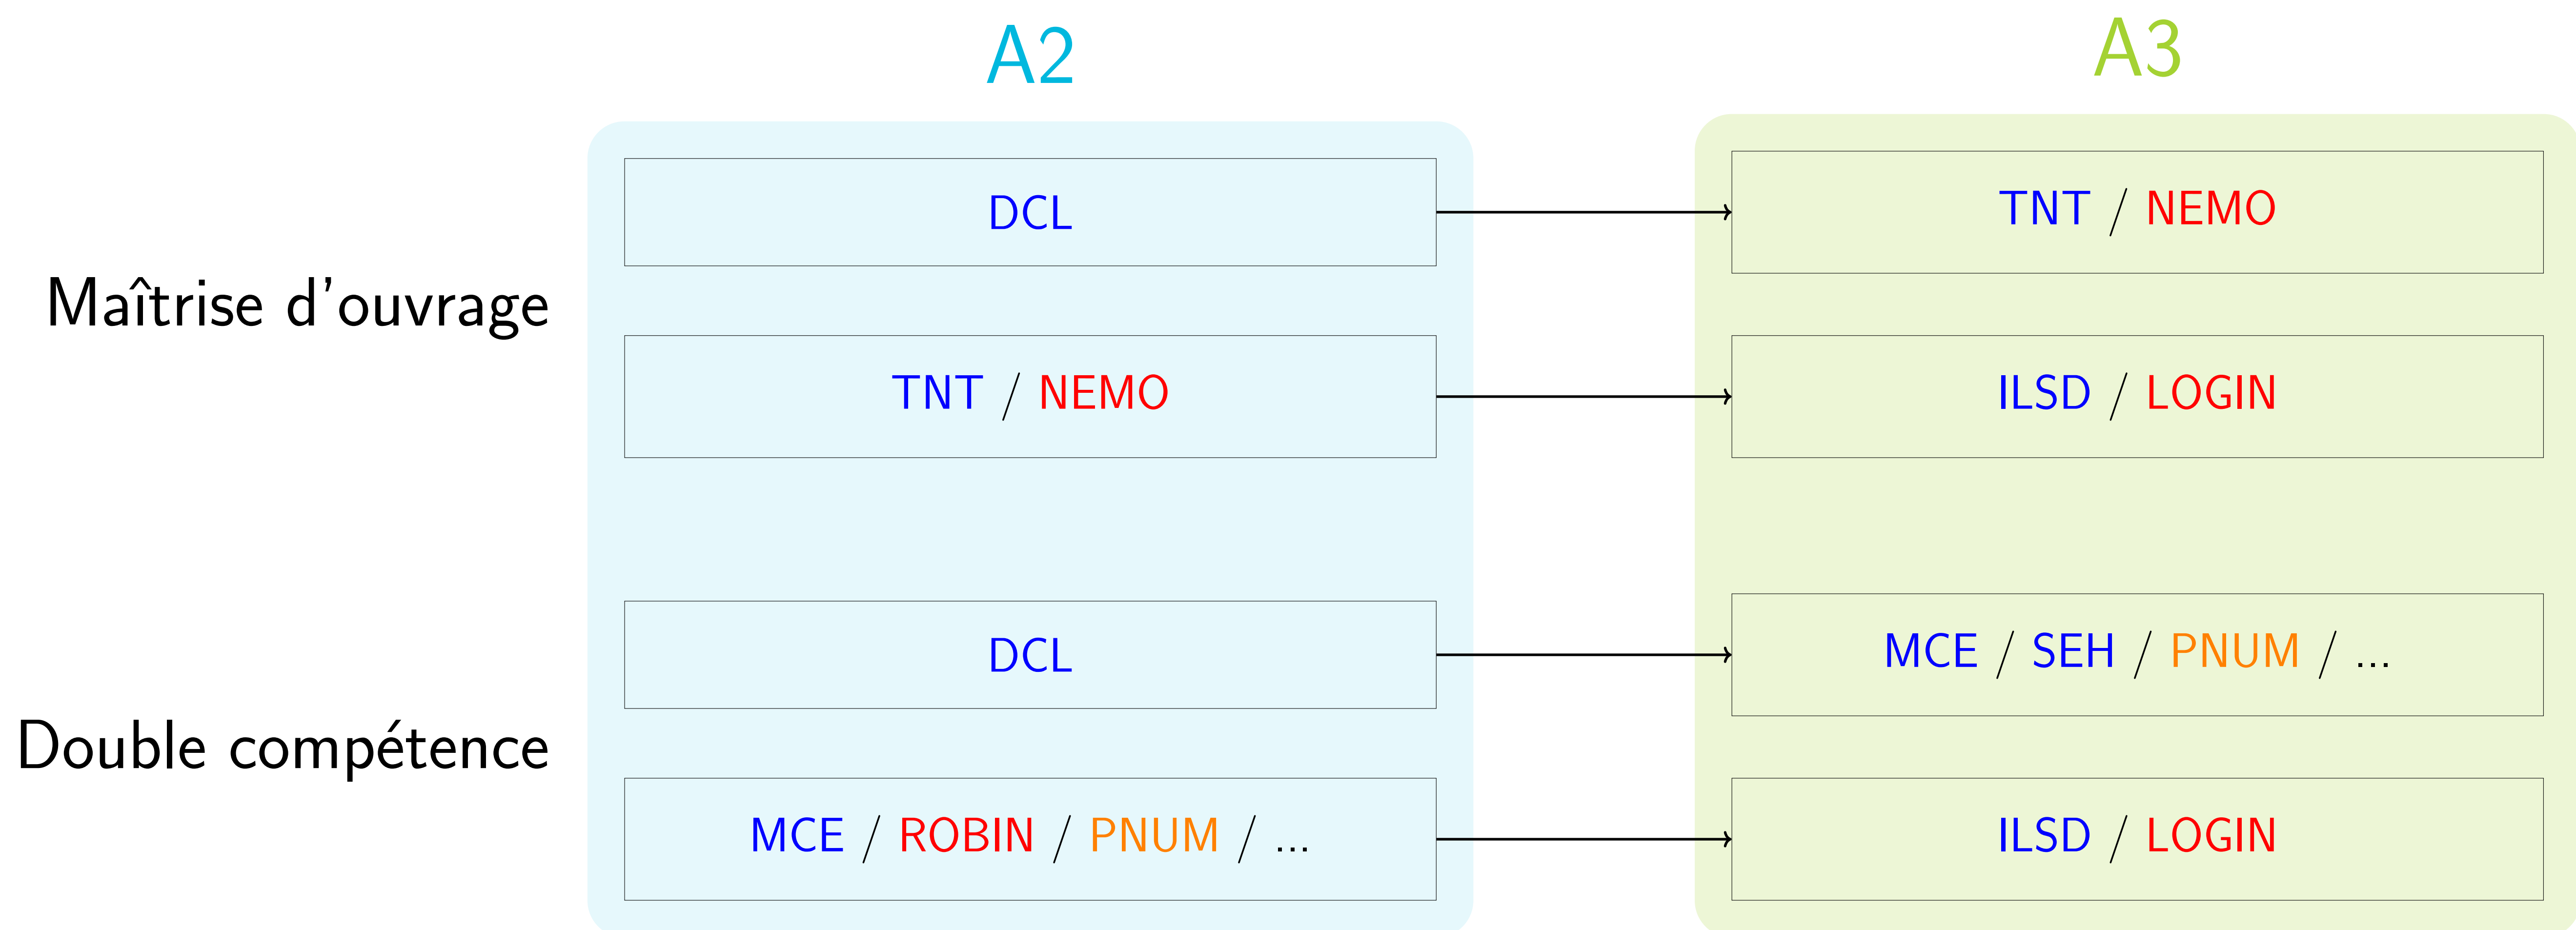 A2
A3
DCL
TNT / NEMO
Maîtrise d'ouvrage
TNT / NEMO
ILSD / LOGIN
DCL
MCE / SEH / PNUM / ...
Double compétence
MCE / ROBIN / PNUM / ...
ILSD / LOGIN